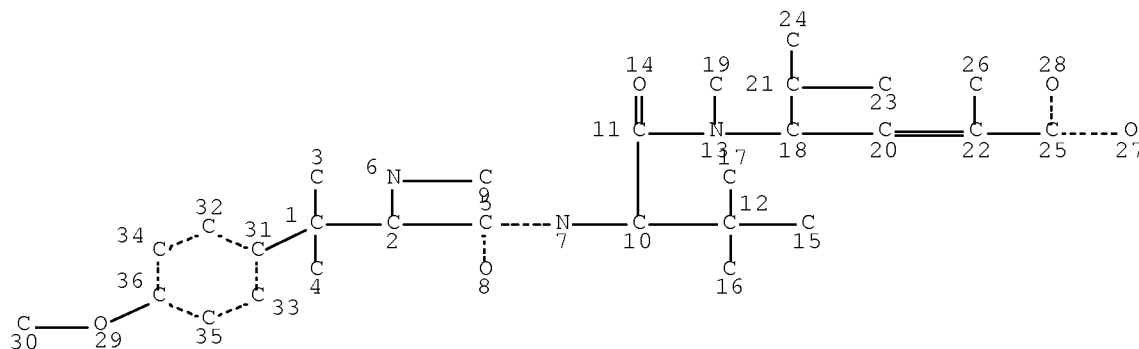 24
C
14 19 26 28
O C 21 C C C O
23
11 C N C C C C O
13 18 20 22 25 27
3 6 17
C N C C
9
32 1 5 12
C 31 C C C N C C C
34 2 7 10 15
C C
36 C O C
4 8 16
C C
33
C
C O 35
30 29